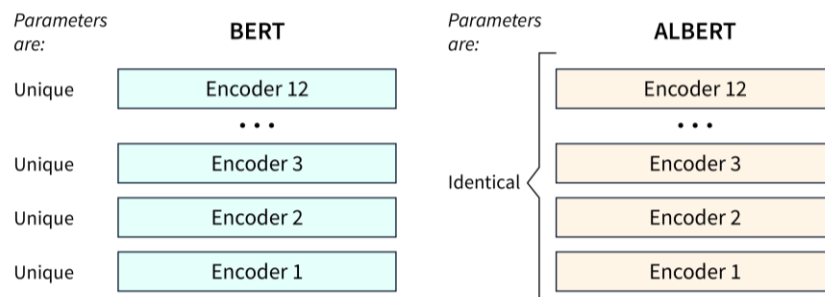 Parameters
are:
BERT
Unique
Encoder 12
...
Unique
Encoder 3
Unique
Encoder 2
Unique
Encoder 1
Parameters
are:
ALBERT
Identical
Encoder 12
...
Encoder 3
Encoder 2
Encoder 1